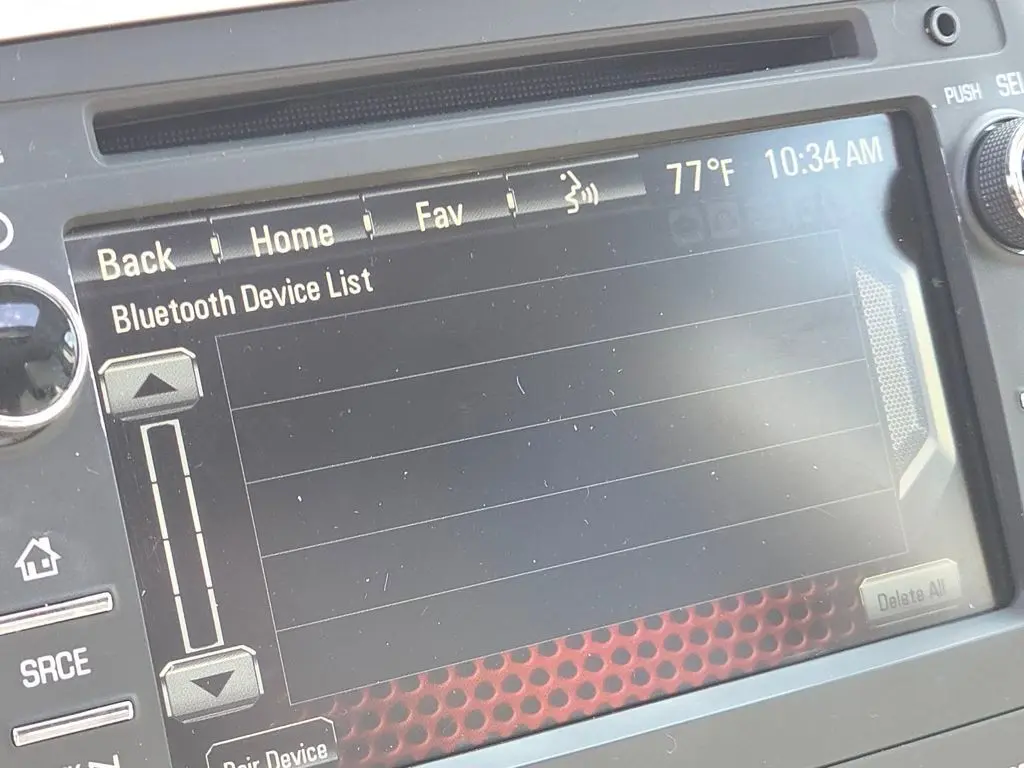 PUSH SEL
Back Home Fav 77°F 10:34 AM
Bluetooth Device List
SRCE
Delete All
Pair Device